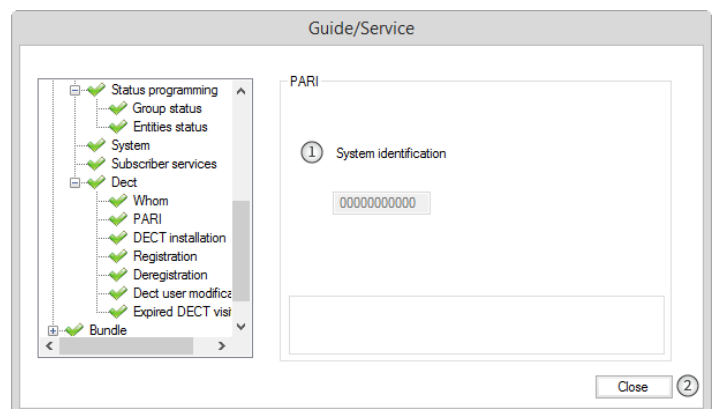 Guide/Service
Status programming
Group status
Entities status
System
Subscriber services
Dect
Whom
PARI
DECT installation
Registration
Deregistration
Dect user modifica
Expired DECT visi
Bundle
PARI
1 System identification
00000000000
Close 2